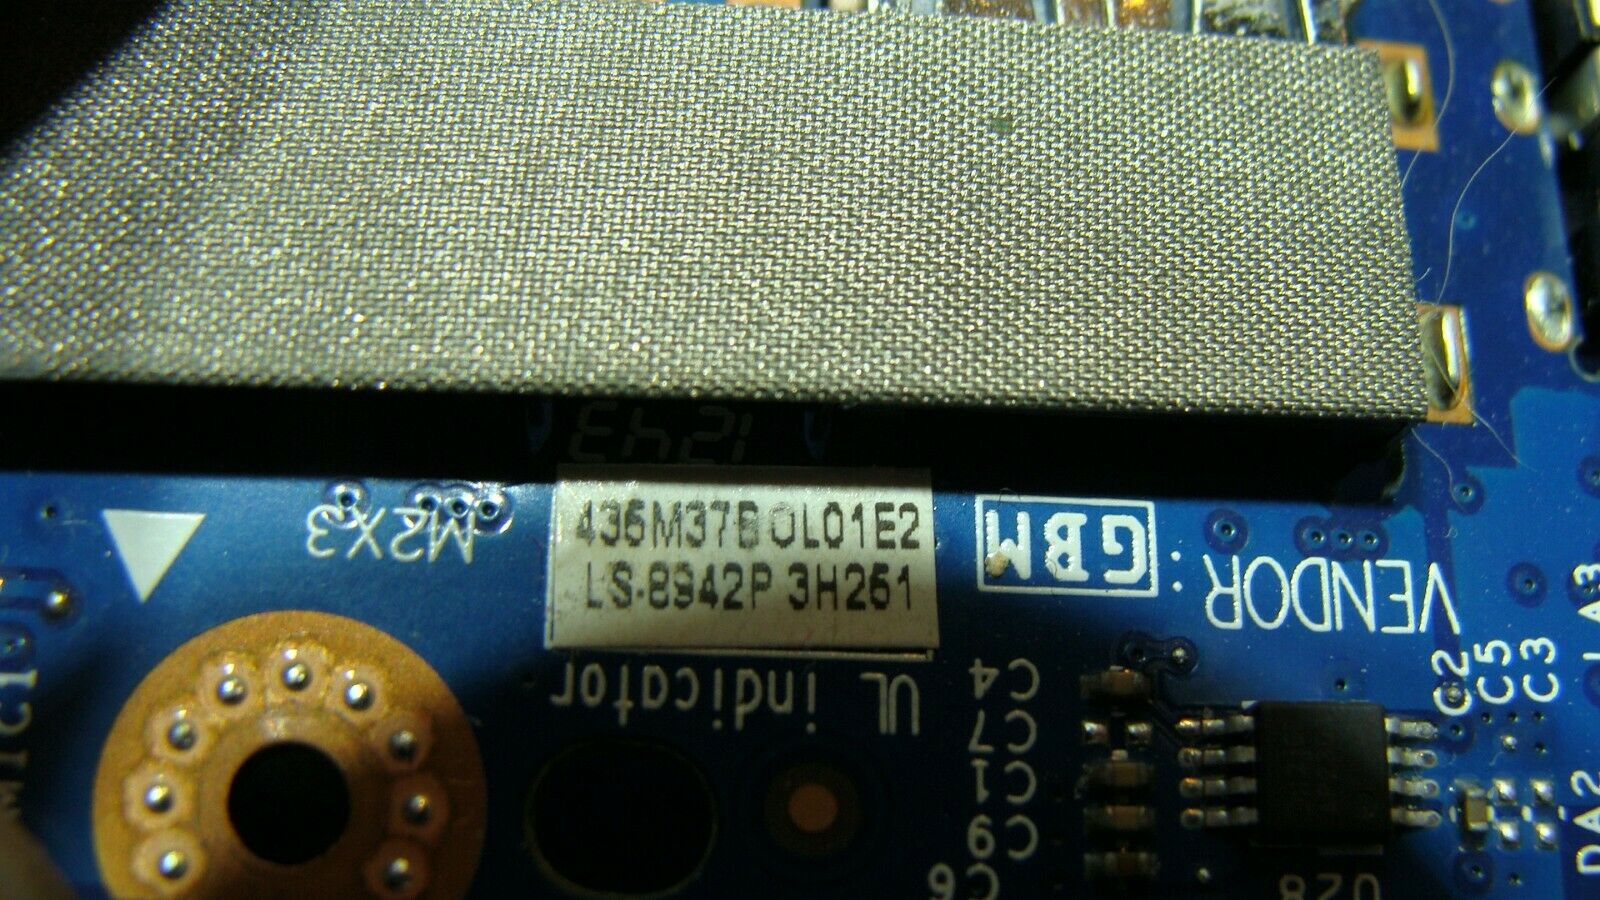 1243
M2X3
436M37BOL01E2
LS-8942P 3H261
VENDOR: GBM
UL indicator
C4
C7
C1
C9
C6
C2
C5
C3
U28
DA2